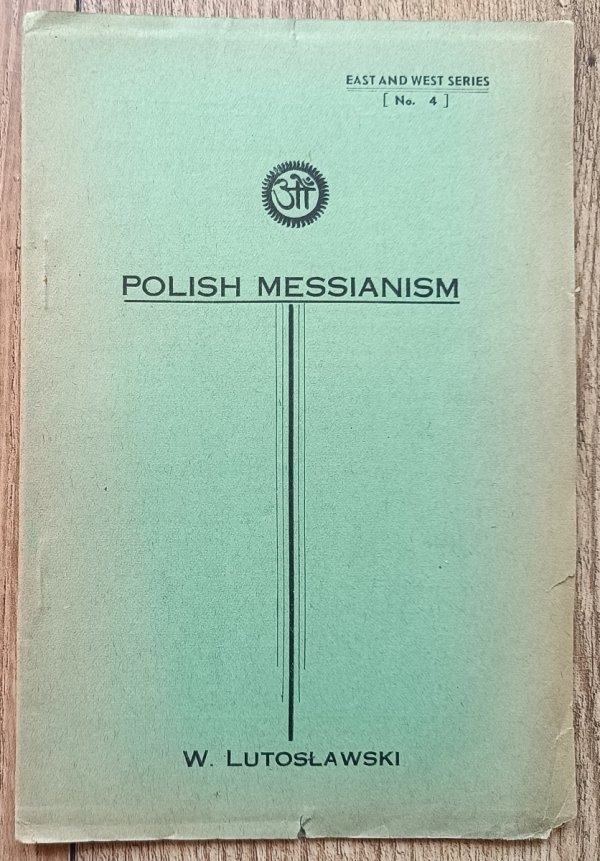 EAST AND WEST SERIES
[ No. 4 ]
ओँ
POLISH MESSIANISM
W. LUTOSŁAWSKI